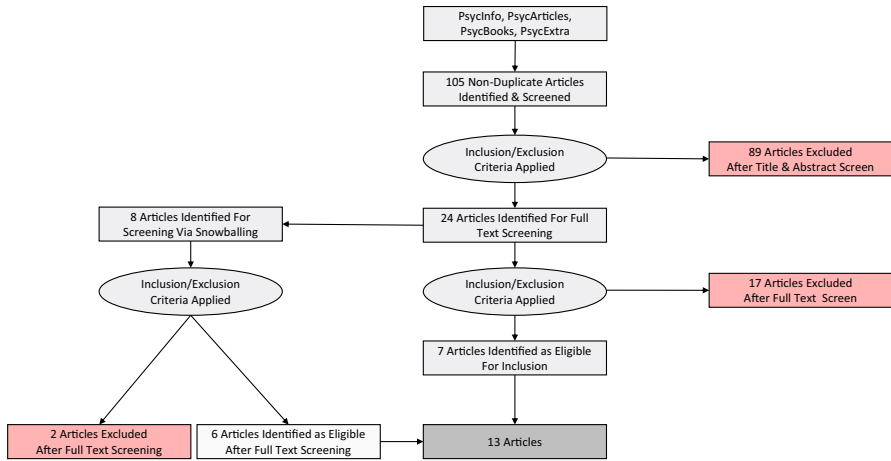 PsycInfo, PsycArticles,
PsycBooks, PsycExtra
105 Non-Duplicate Articles
Identified & Screened
Inclusion/Exclusion
Criteria Applied
89 Articles Excluded
After Title & Abstract Screen
8 Articles Identified For
Screening Via Snowballing
24 Articles Identified For Full
Text Screening
Inclusion/Exclusion
Criteria Applied
Inclusion/Exclusion
Criteria Applied
17 Articles Excluded
After Full Text Screen
7 Articles Identified as Eligible
For Inclusion
2 Articles Excluded
After Full Text Screening
6 Articles Identified as Eligible
After Full Text Screening
13 Articles